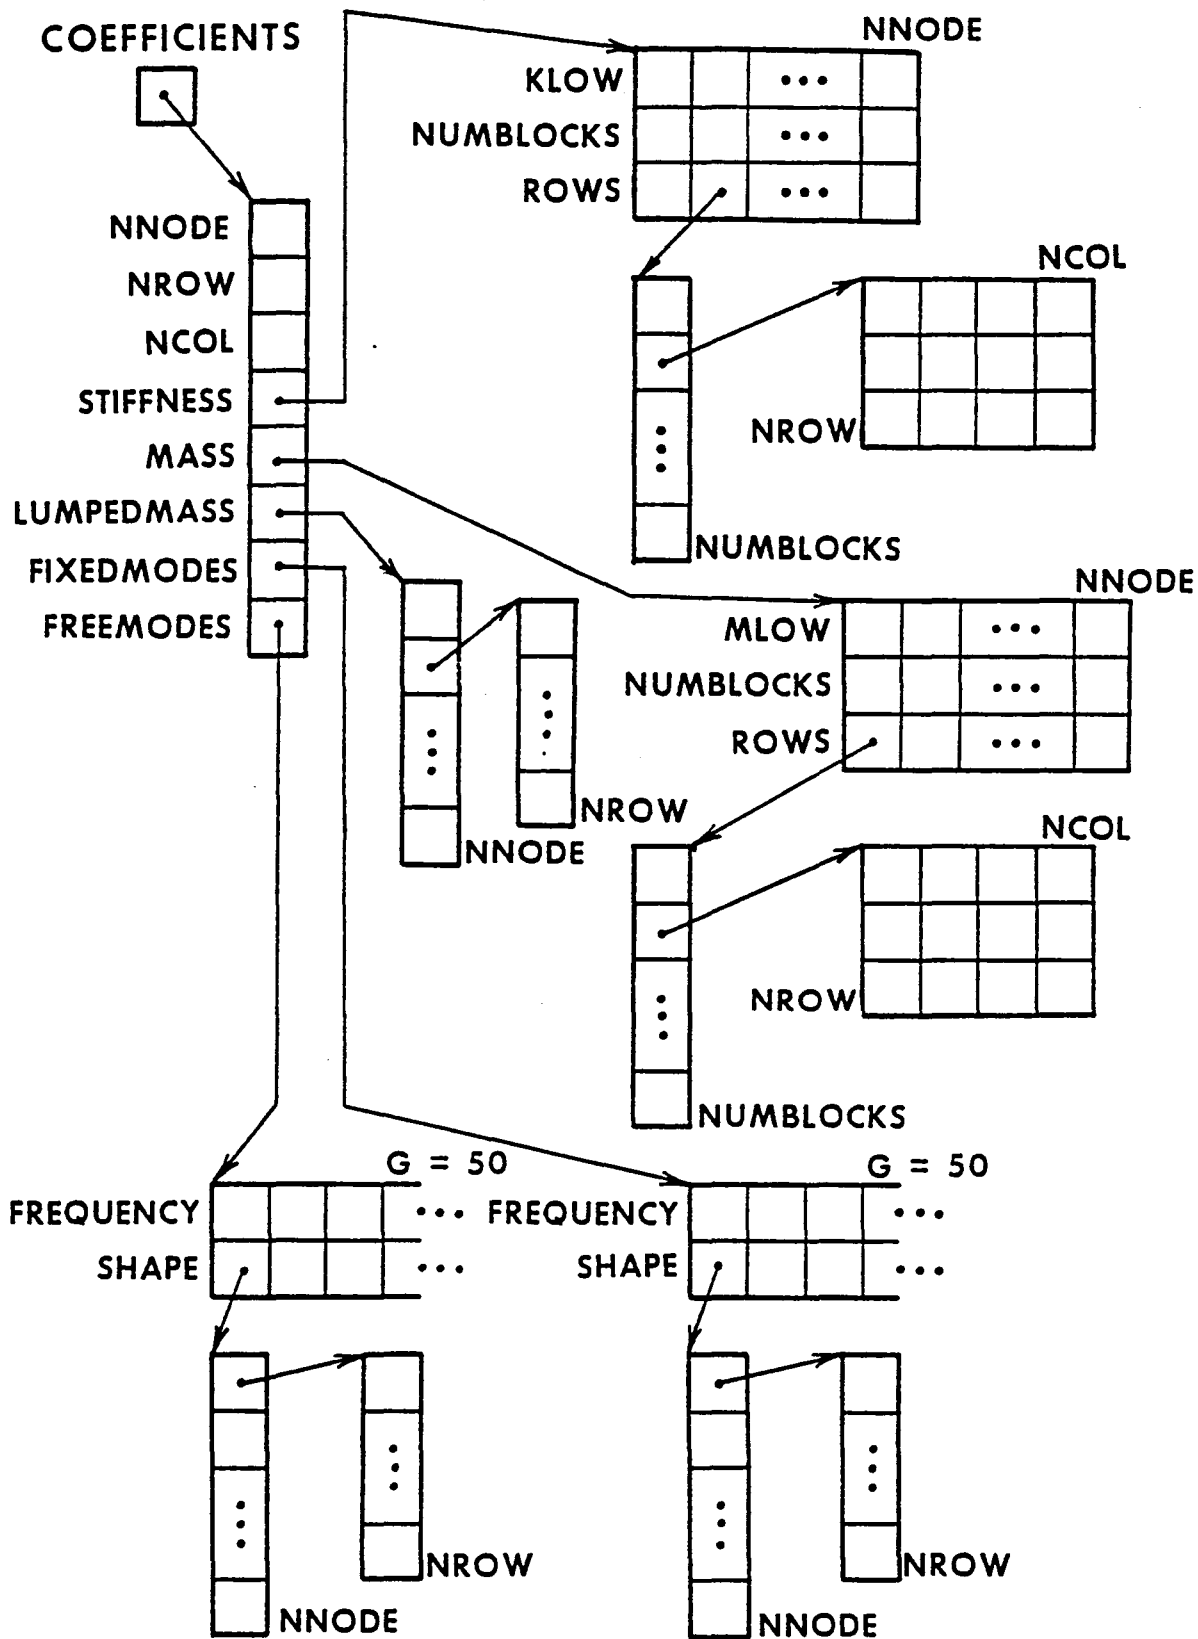 COEFFICIENTS
NNODE
NROW
NCOL
STIFFNESS
MASS
LUMPEDMASS
FIXEDMODES
FREEMODES
NNODE
KLOW
NUMBLOCKS
ROWS
NCOL
NROW
NUMBLOCKS
NNODE
MLOW
NUMBLOCKS
ROWS
NROW
NNODE
NCOL
NROW
NUMBLOCKS
G = 50
FREQUENCY
SHAPE
NROW
NNODE
G = 50
FREQUENCY
SHAPE
NROW
NNODE